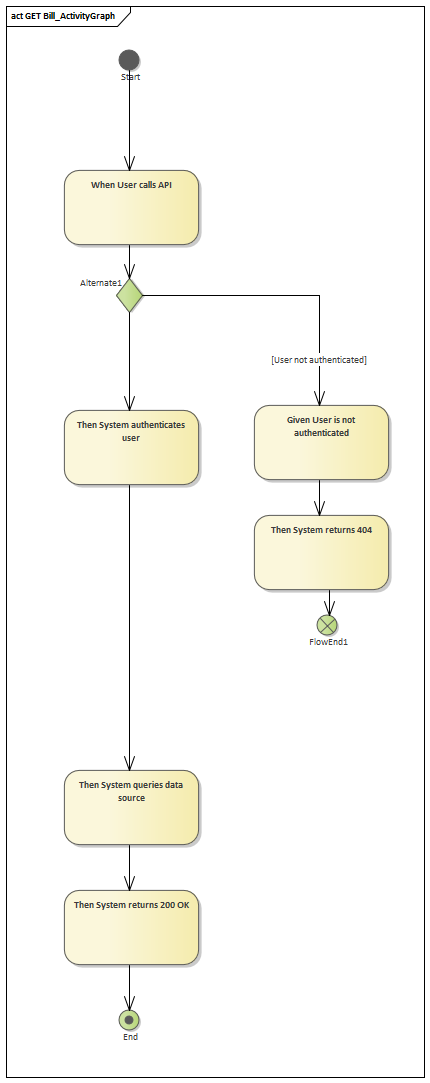 act GET Bill_ActivityGraph
Start
When User calls API
Alternate1
[User not authenticated]
Then System authenticates
user
Given User is not
authenticated
Then System returns 404
FlowEnd1
Then System queries data
source
Then System returns 200 OK
End